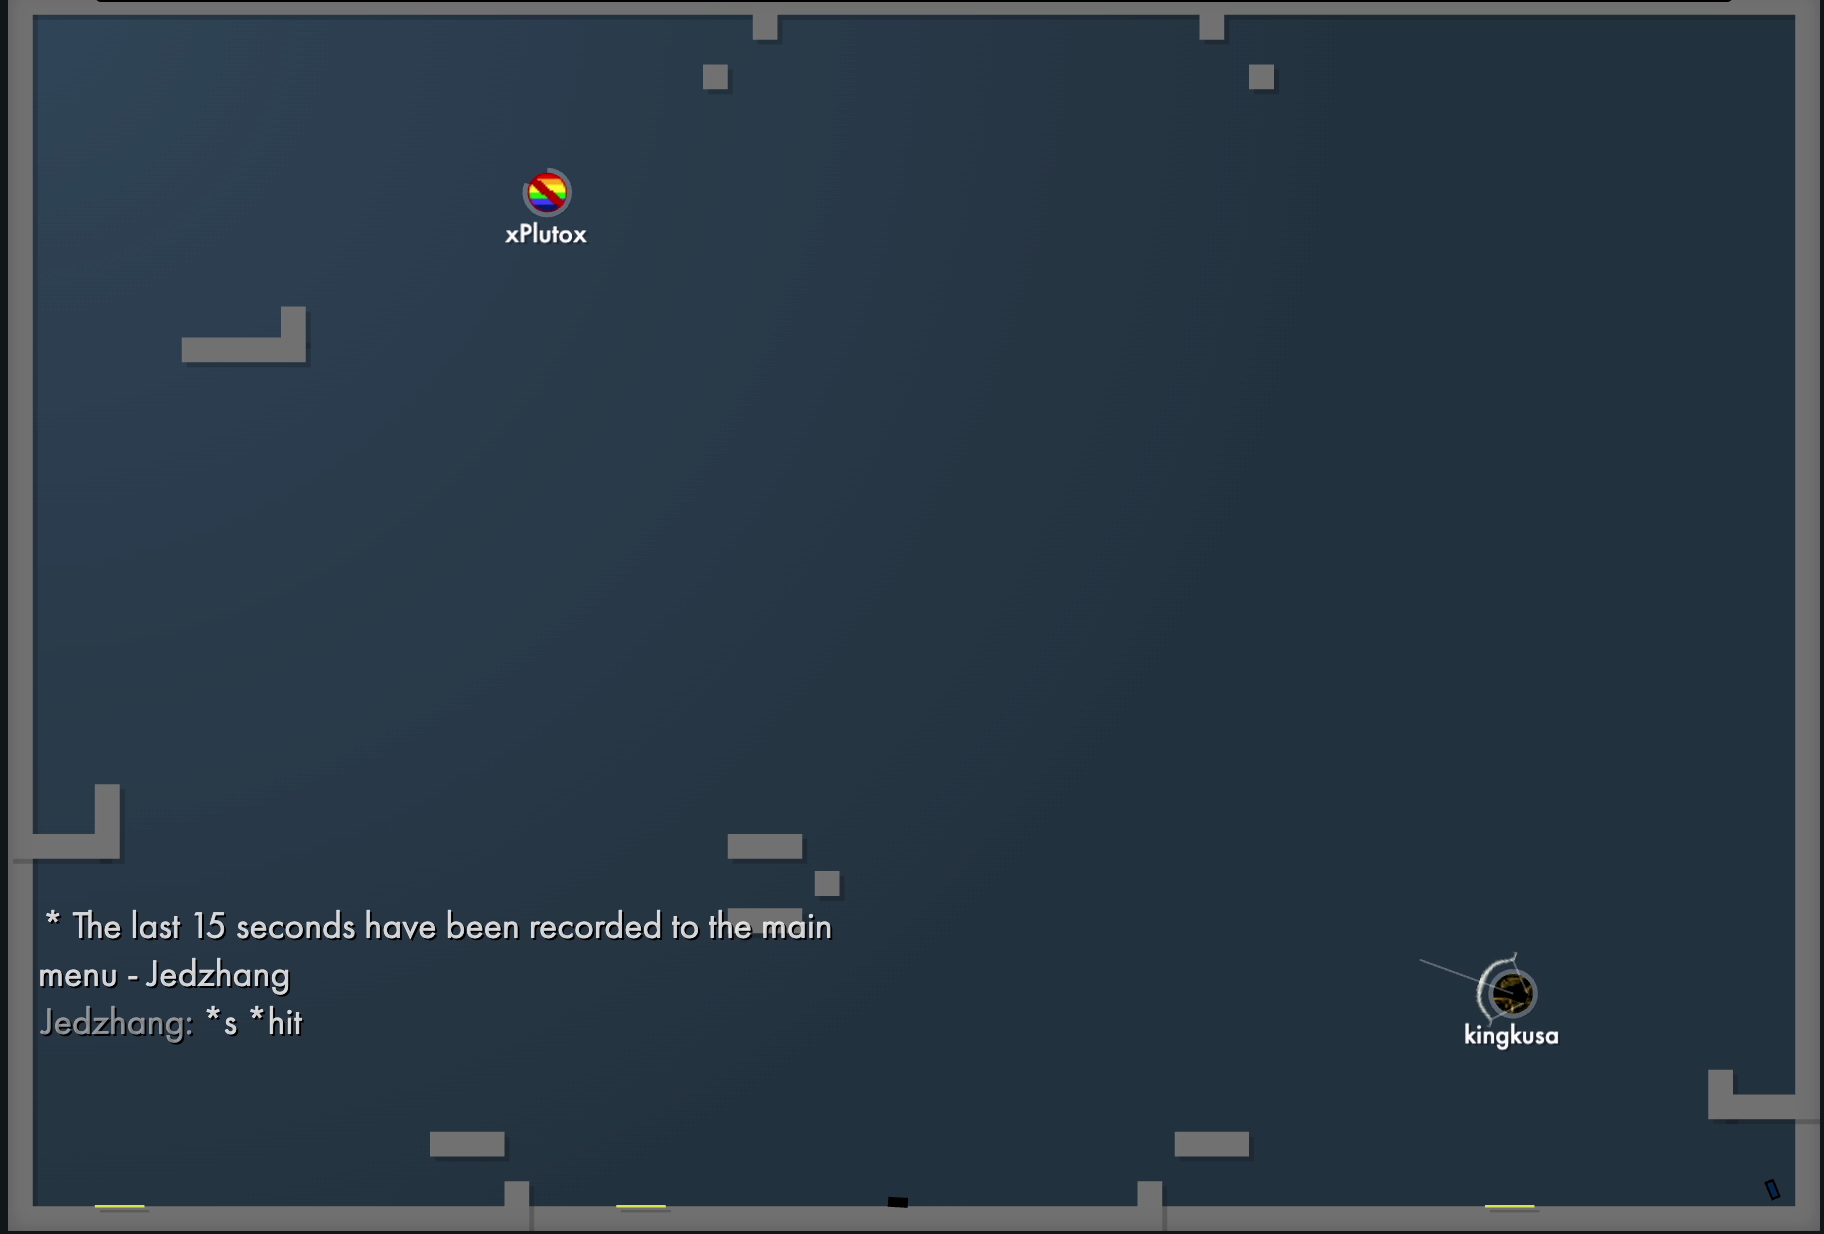 xPlutox
* The last 15 seconds have been recorded to the main
menu - Jedzhang
Jedzhang: *s *hit
kingkusa